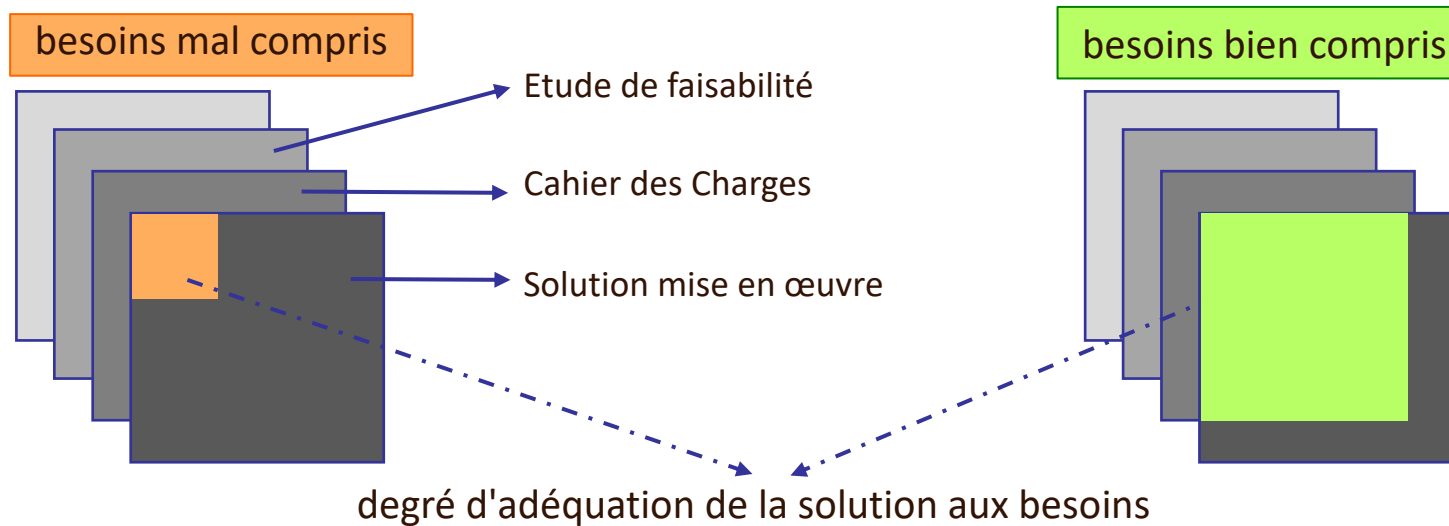 besoins mal compris
besoins bien compris
Etude de faisabilité
Cahier des Charges
Solution mise en œuvre
degré d'adéquation de la solution aux besoins